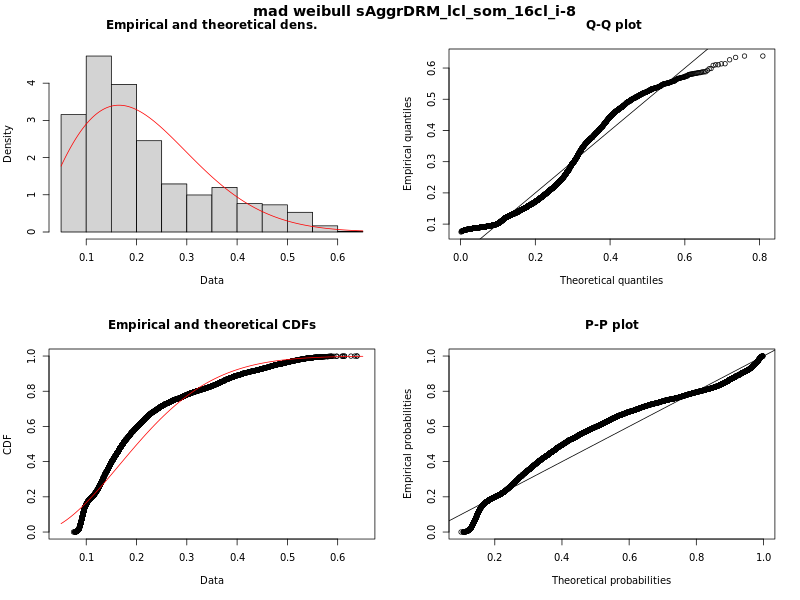 mad weibull sAggrDRM_lcl_som_16cl_i-8
Empirical and theoretical dens.
Density
0 1 2 3 4
0.1 0.2 0.3 0.4 0.5 0.6
Data
Q-Q plot
Empirical quantiles
0.1 0.2 0.3 0.4 0.5 0.6
0.0 0.2 0.4 0.6 0.8
Theoretical quantiles
Empirical and theoretical CDFs
CDF
0.0 0.2 0.4 0.6 0.8 1.0
0.1 0.2 0.3 0.4 0.5 0.6
Data
P-P plot
Empirical probabilities
0.0 0.2 0.4 0.6 0.8 1.0
0.2 0.4 0.6 0.8 1.0
Theoretical probabilities